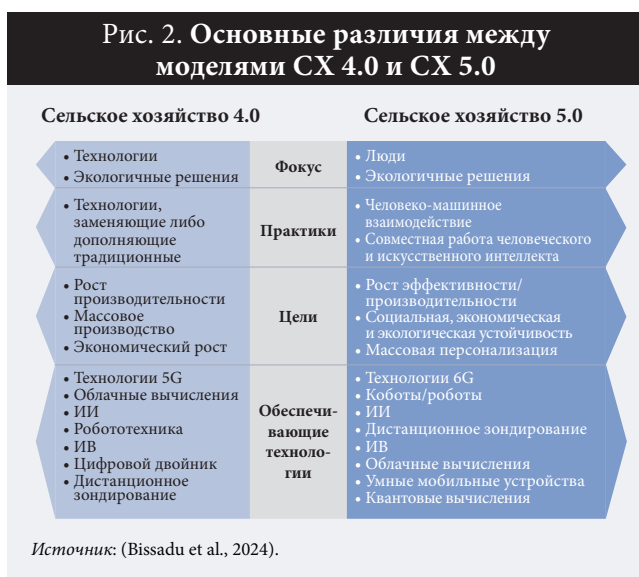 Рис. 2. Основные различия между
моделями СХ 4.0 и СХ 5.0
Сельское хозяйство 4.0
Сельское хозяйство 5.0
• Технологии
• Экологичные решения
Фокус
• Люди
• Экологичные решения
• Технологии,
заменяющие либо
дополняющие
традиционные
Практики
• Человеко-машинное
взаимодействие
• Совместная работа человеческого
и искусственного интеллекта
• Рост
производительности
• Массовое
производство
• Экономический рост
Цели
• Рост эффективности/
производительности
• Социальная, экономическая
и экологическая устойчивость
• Массовая персонализация
• Технологии 5G
• Облачные вычисления
• ИИ
• Робототехника
• ИВ
• Цифровой двойник
• Дистанционное
зондирование
Обеспечи-
вающие
техноло-
гии
• Технологии 6G
• Коботы/роботы
• ИИ
• Дистанционное зондирование
• ИВ
• Облачные вычисления
• Умные мобильные устройства
• Квантовые вычисления
Источник: (Bissadu et al., 2024).